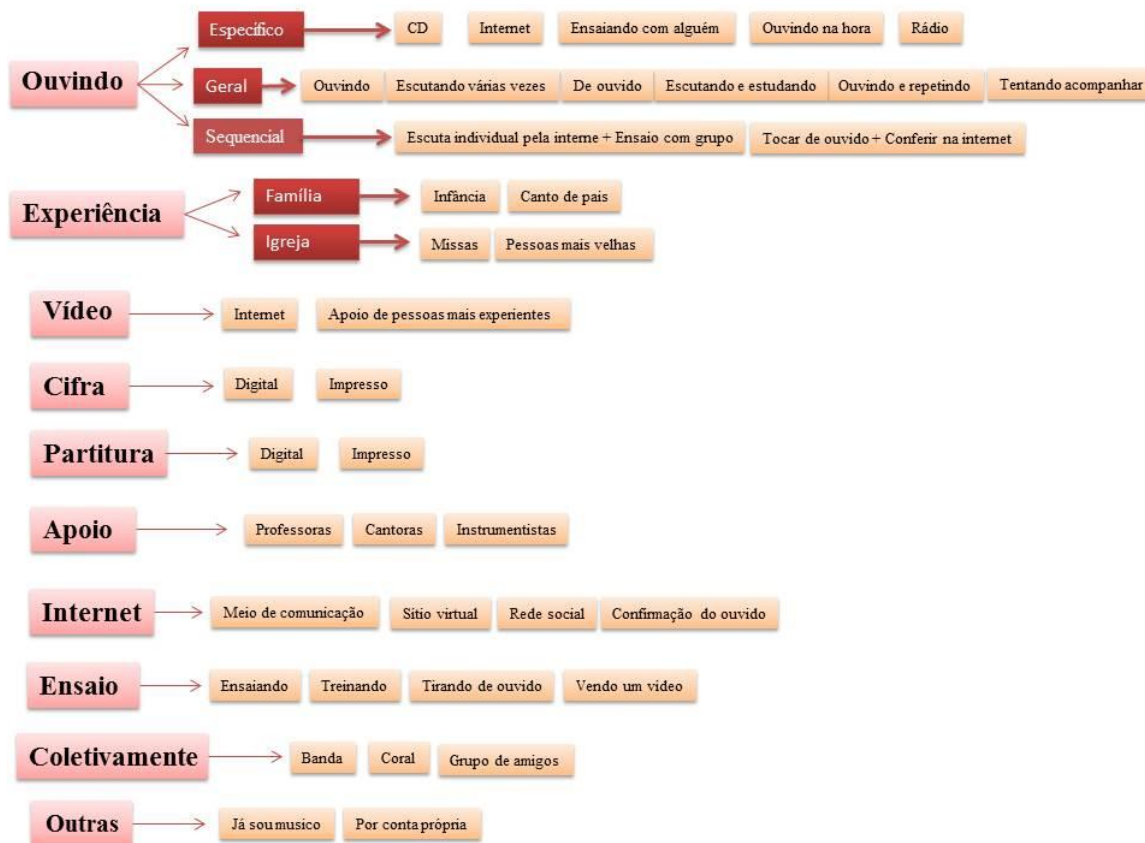 Ouvindo
Específico
CD
Internet
Ensaiando com alguém
Ouvindo na hora
Rádio
Geral
Ouvindo
Escutando várias vezes
De ouvido
Escutando e estudando
Ouvindo e repetindo
Tentando acompanhar
Sequencial
Escuta individual pela interne + Ensaio com grupo
Tocar de ouvido + Conferir na internet
Experiência
Família
Infância
Canto de pais
Igreja
Missas
Pessoas mais velhas
Vídeo
Internet
Apoio de pessoas mais experientes
Cifra
Digital
Impresso
Partitura
Digital
Impresso
Apoio
Professoras
Cantoras
Instrumentistas
Internet
Meio de comunicação
Sítio virtual
Rede social
Confirmação do ouvido
Ensaio
Ensaiando
Treinando
Tirando de ouvido
Vendo um vídeo
Coletivamente
Banda
Coral
Grupo de amigos
Outras
Já sou musico
Por conta própria